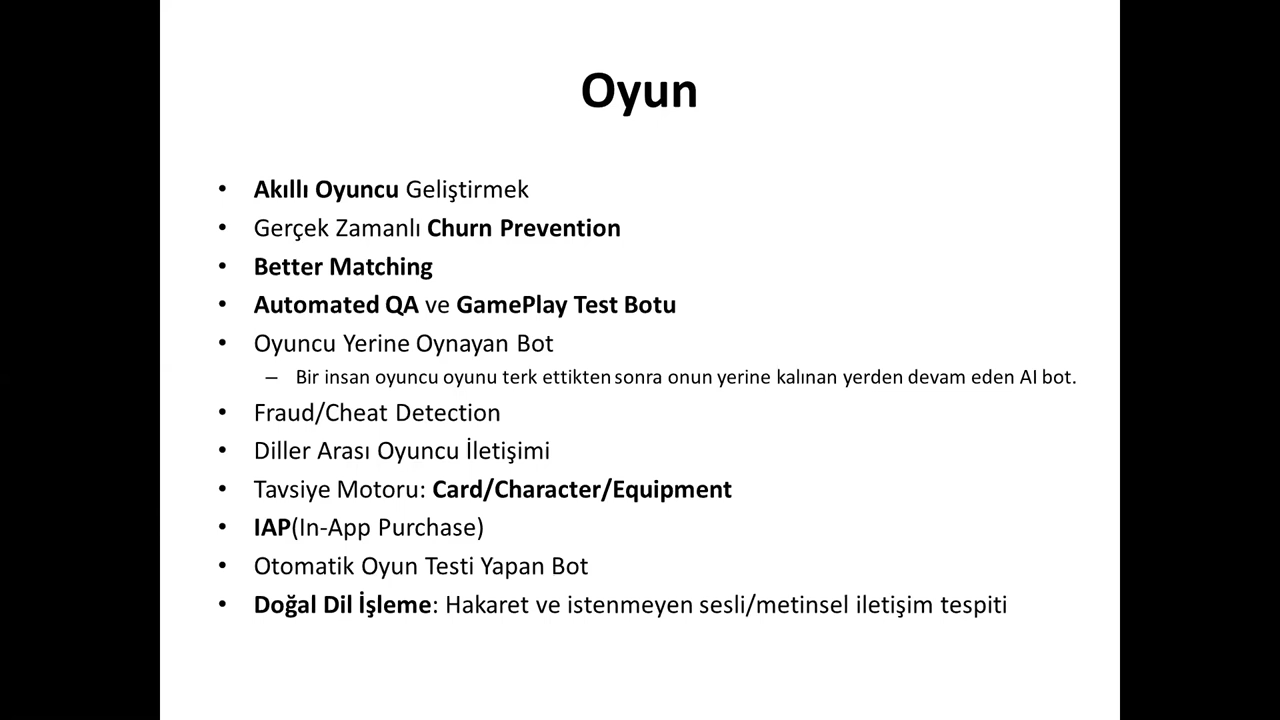 Oyun
• Akıllı Oyuncu Geliştirmek
• Gerçek Zamanlı Churn Prevention
• Better Matching
• Automated QA ve GamePlay Test Botu
• Oyuncu Yerine Oynayan Bot
– Bir insan oyuncu oyunu terk ettikten sonra onun yerine kalınan yerden devam eden AI bot.
• Fraud/Cheat Detection
• Diller Arası Oyuncu İletişimi
• Tavsiye Motoru: Card/Character/Equipment
• IAP(In-App Purchase)
• Otomatik Oyun Testi Yapan Bot
• Doğal Dil İşleme: Hakaret ve istenmeyen sesli/metinsel iletişim tespiti